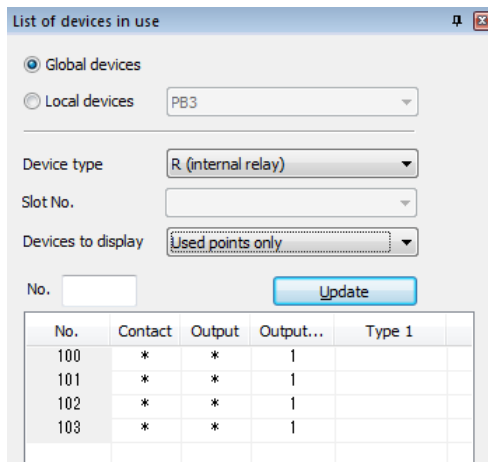 List of devices in use
Global devices
Local devices PB3
Device type R (internal relay)
Slot No.
Devices to display Used points only
No. Update
No. Contact Output Output... Type 1
100 * * 1
101 * * 1
102 * * 1
103 * * 1